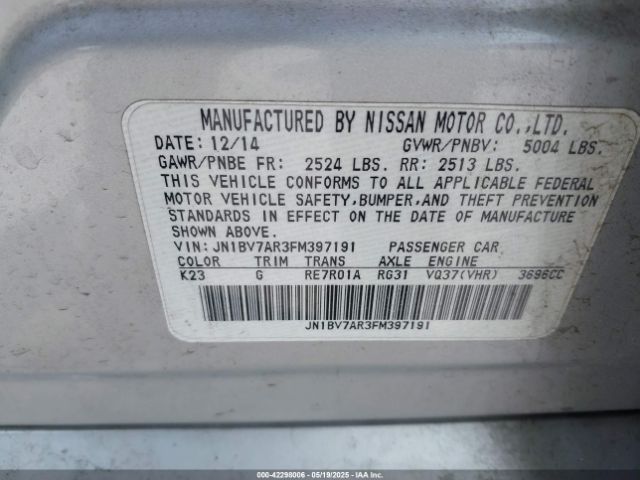 MANUFACTURED BY NISSAN MOTOR CO.,LTD.
DATE: 12/14 GVWR/PNBV: 5004 LBS.
GAWR/PNBE FR: 2524 LBS. RR: 2513 LBS.
THIS VEHICLE CONFORMS TO ALL APPLICABLE FEDERAL
MOTOR VEHICLE SAFETY,BUMPER,AND THEFT PREVENTION
STANDARDS IN EFFECT ON THE DATE OF MANUFACTURE
SHOWN ABOVE.
VIN: JN1BV7AR3FM397191 PASSENGER CAR
COLOR TRIM TRANS AXLE ENGINE
K23 G RE7R01A RG31 VQ37(VHR) 3696CC
JN1BV7AR3FM397191
000-42298006 - 05/19/2025 - IAA Inc.